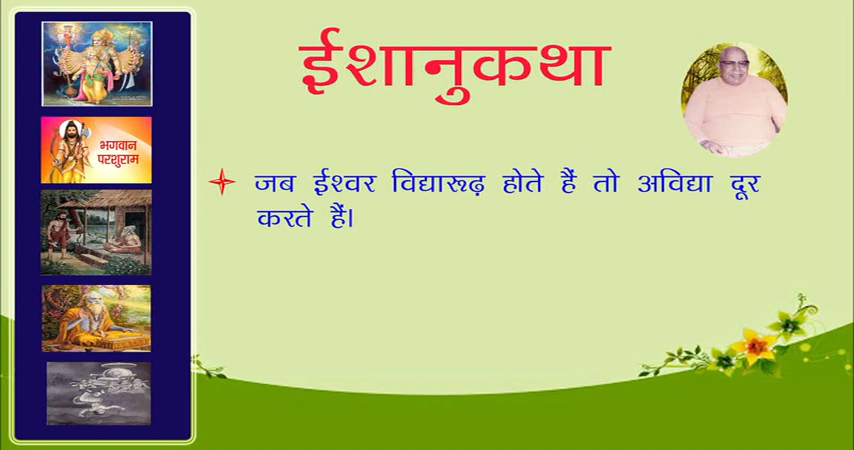 ईशानुकथा
भगवान
परशुराम
जब ईश्वर विद्यारूढ़ होते हैं तो अविद्या दूर
करते हैं।